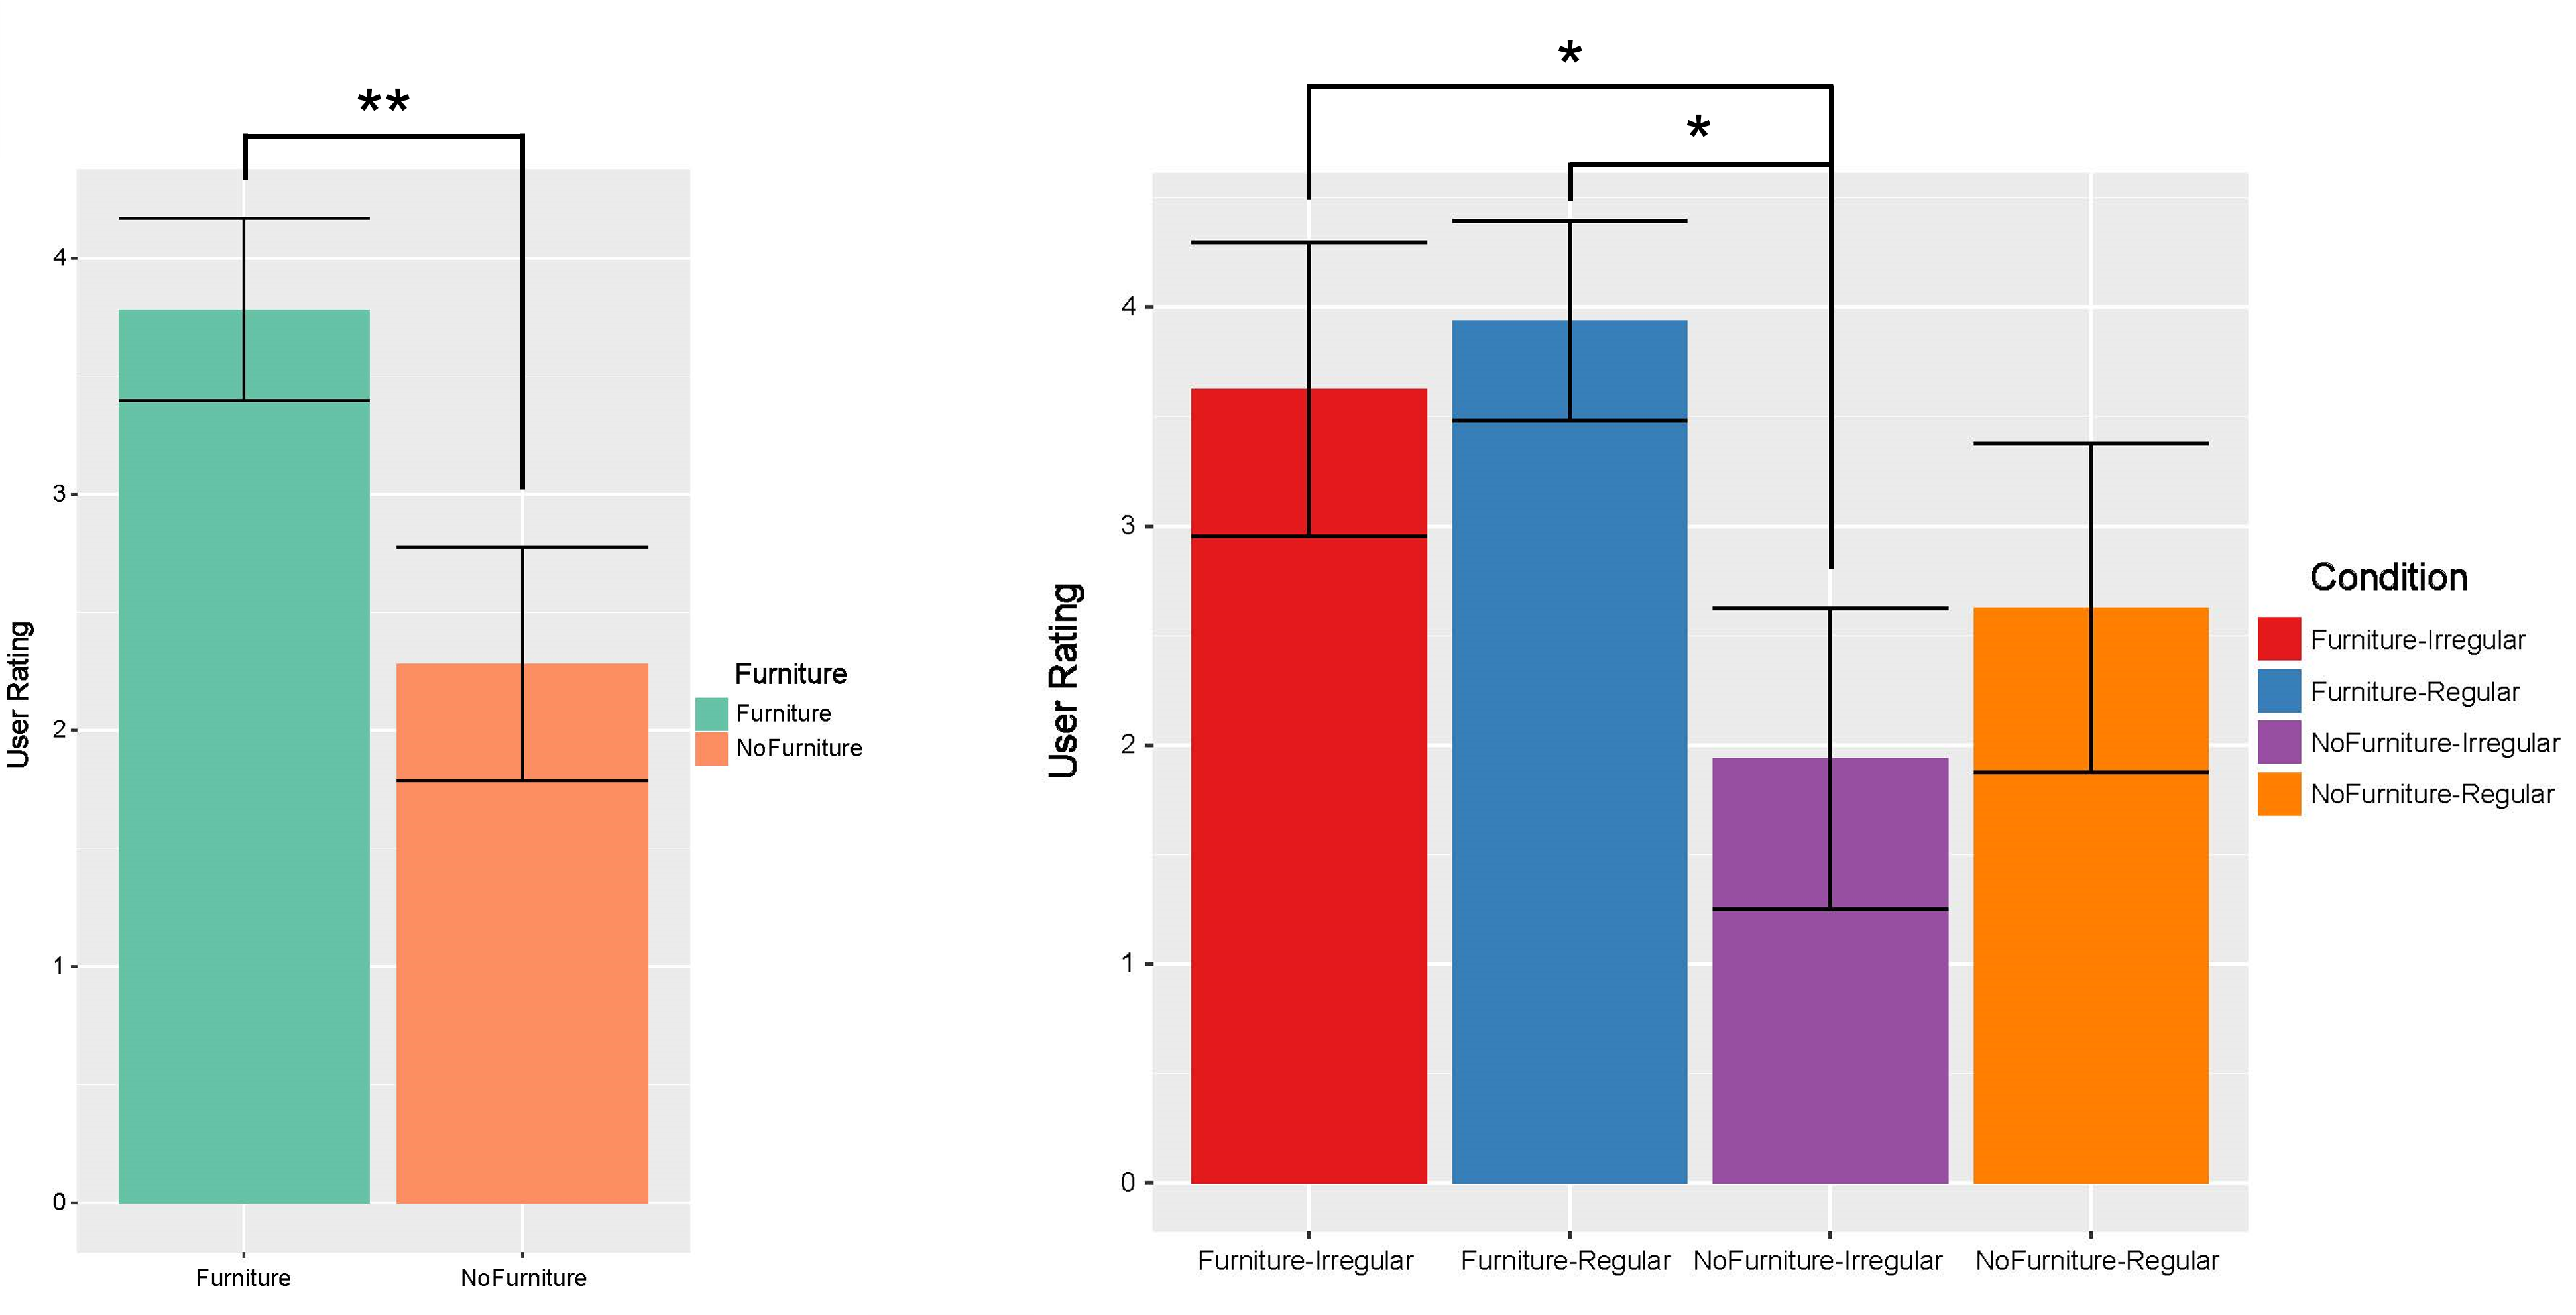 **
User Rating
4
3
2
1
0
Furniture
NoFurniture
Furniture
Furniture
NoFurniture
*
*
User Rating
4
3
2
1
0
Furniture-Irregular
Furniture-Regular
NoFurniture-Irregular
NoFurniture-Regular
Condition
Furniture-Irregular
Furniture-Regular
NoFurniture-Irregular
NoFurniture-Regular